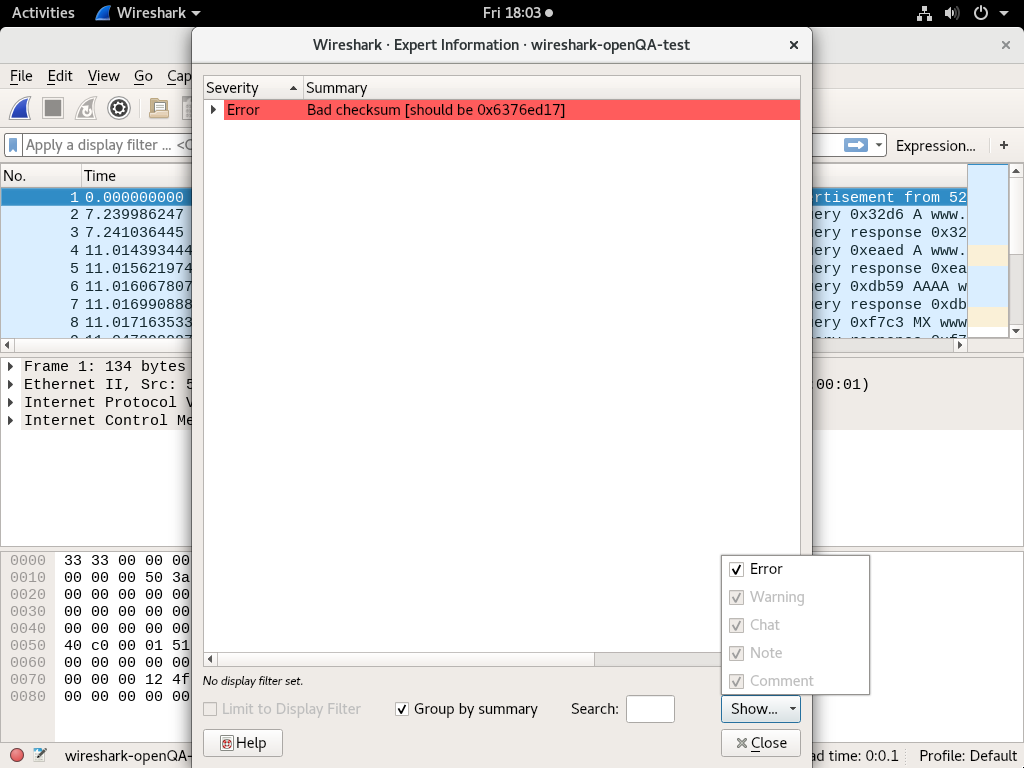 Activities Wireshark Fri 18:03
Wireshark · Expert Information · wireshark-openQA-test
File Edit View Go Cap
Severity Summary
Error Bad checksum [should be 0x6376ed17]
Apply a display filter ... <C Expression... +
No. Time
1 0.000000000 rtisement from 52
2 7.239986247 ery 0x32d6 A www.
3 7.241036445 ery response 0x32
4 11.014393444 ery 0xeaed A www.
5 11.015621974 ery response 0xea
6 11.016067807 ery 0xdb59 AAAA w
7 11.016990888 ery response 0xdb
8 11.017163533 ery 0xf7c3 MX www
Frame 1: 134 bytes
Ethernet II, Src: 5 :00:01)
Internet Protocol V
Internet Control Me
0000 33 33 00 00 00
0010 00 00 00 50 3a
0020 00 00 00 00 00
0030 00 00 00 00 00
0040 00 00 00 00 00
0050 40 c0 00 01 51
0060 00 00 00 00 00
0070 00 00 00 12 4f
0080 00 00 00 00 00
Error
Warning
Chat
Note
Comment
No display filter set.
Limit to Display Filter Group by summary Search: Show...
Help Close
wireshark-openQA- ad time: 0:0.1 Profile: Default